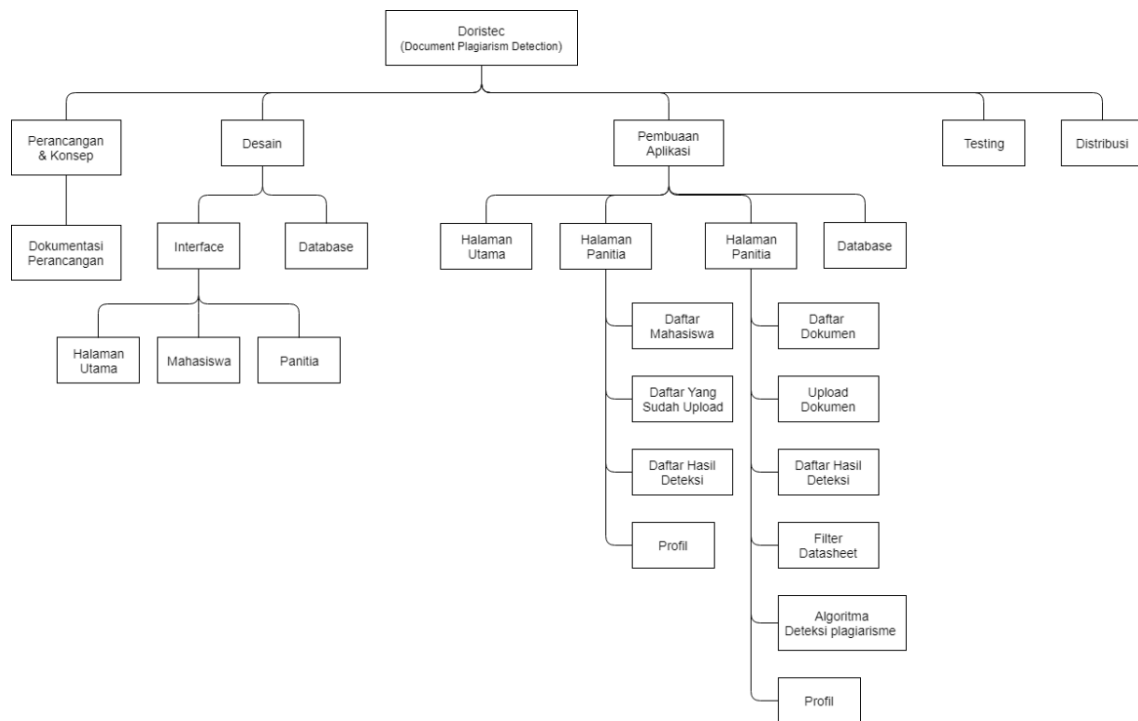 Doristec
(Document Plagiarism Detection)
Perancangan
& Konsep
Desain
Pembuaan
Aplikasi
Testing
Distribusi
Dokumentasi
Perancangan
Interface
Database
Halaman
Utama
Halaman
Panitia
Halaman
Panitia
Database
Halaman
Utama
Mahasiswa
Panitia
Daftar
Mahasiswa
Daftar Yang
Sudah Upload
Daftar Hasil
Deteksi
Profil
Daftar
Dokumen
Upload
Dokumen
Daftar Hasil
Deteksi
Filter
Datasheet
Algoritma
Deteksi plagiarisme
Profil